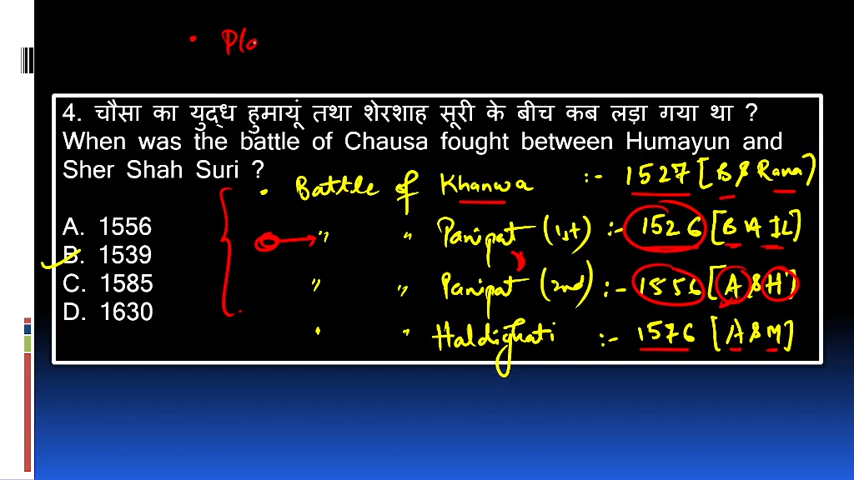 • Pla
4. चौसा का युद्ध हुमायूं तथा शेरशाह सूरी के बीच कब लड़ा गया था ?
When was the battle of Chausa fought between Humayun and
Sher Shah Suri ?
• Battle of Khanwa :- 1527 [B & Rana)
A. 1556
" " Panipat (1st) :- 1526 [B & IL]
B. 1539
C. 1585
" " Panipat (2nd) :- 1556 [A & H]
D. 1630
" " Haldighati :- 1576 [A & M]